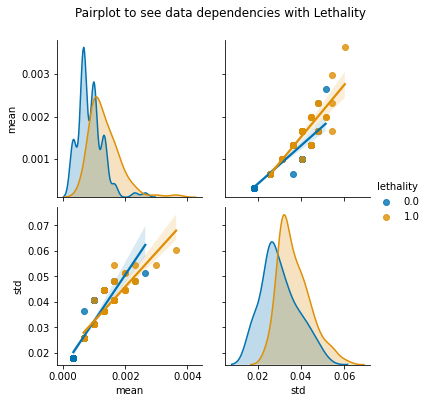 Pairplot to see data dependencies with Lethality
0.003
0.002
0.001
mean
lethality
0.0
1.0
0.07
0.06
0.05
0.04
0.03
0.02
std
0.000 0.002 0.004
0.02 0.04 0.06
mean std